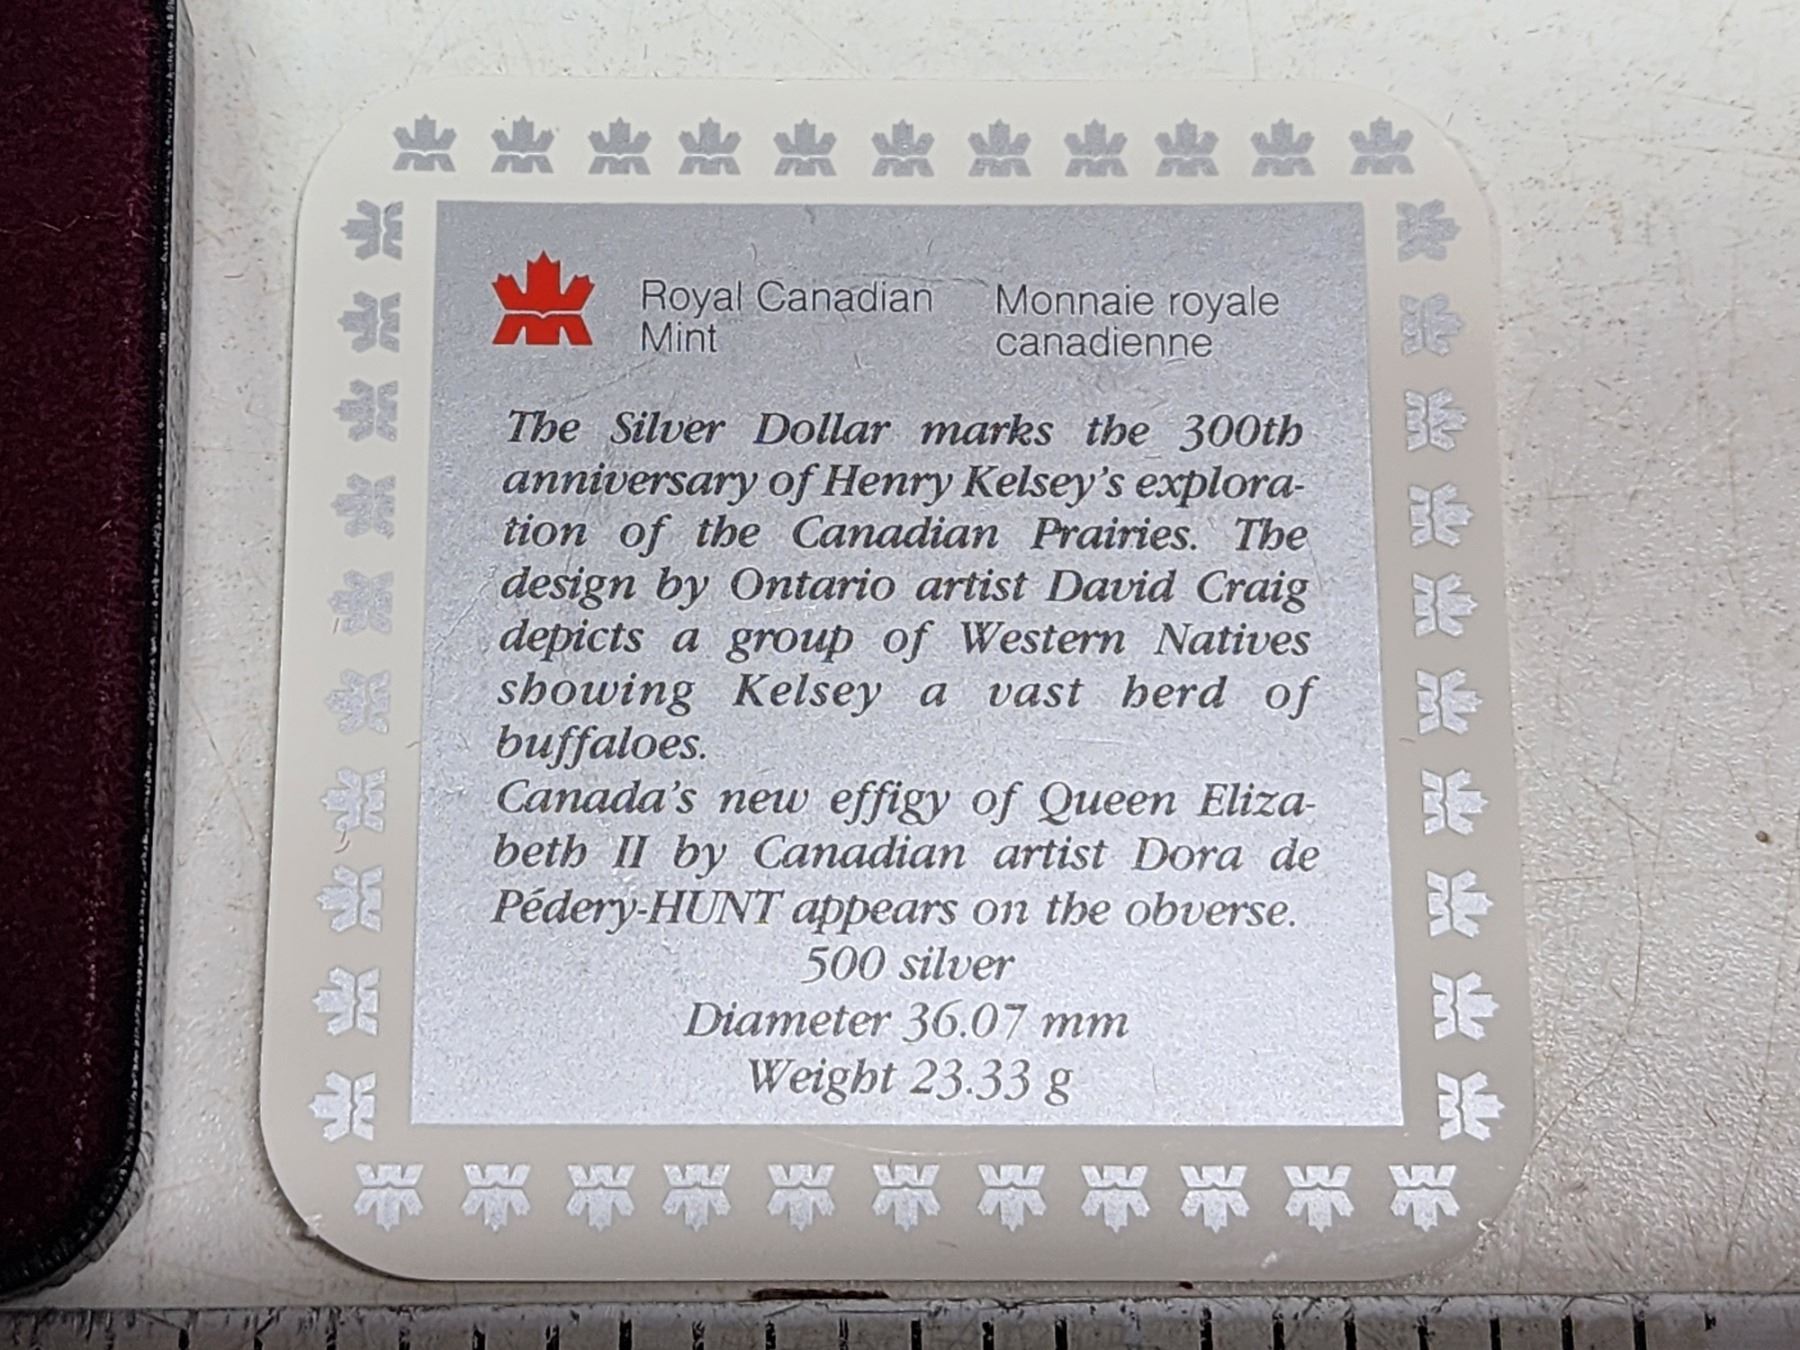 Royal Canadian Mint
Monnaie royale canadienne
The Silver Dollar marks the 300th
anniversary of Henry Kelsey's explora-
tion of the Canadian Prairies. The
design by Ontario artist David Craig
depicts a group of Western Natives
showing Kelsey a vast herd of
buffaloes.
Canada's new effigy of Queen Eliza-
beth II by Canadian artist Dora de
Pédery-HUNT appears on the obverse.
500 silver
Diameter 36.07 mm
Weight 23.33 g